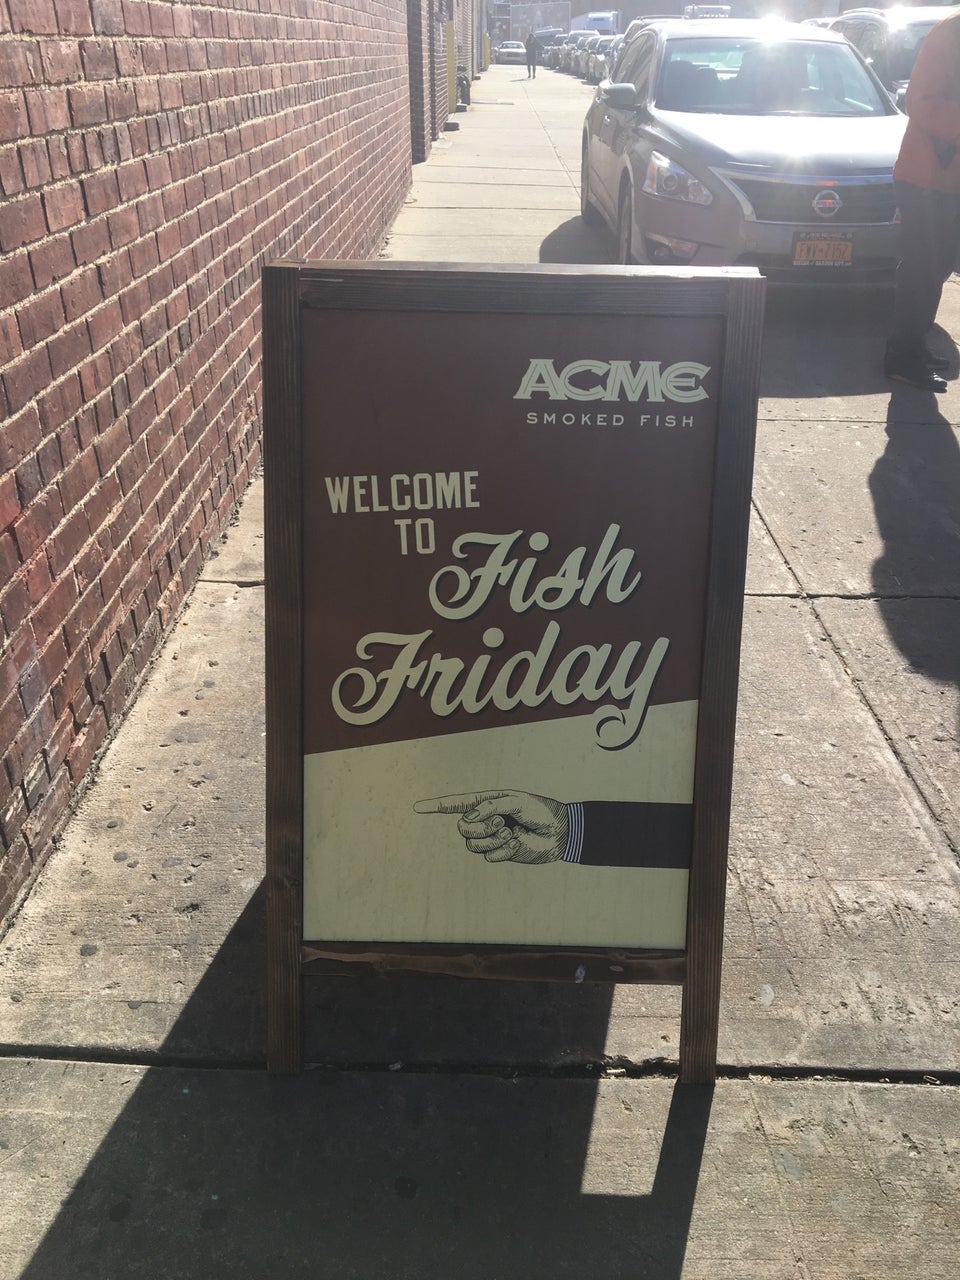 ACME
SMOKED FISH
WELCOME
TO
Fish
Friday